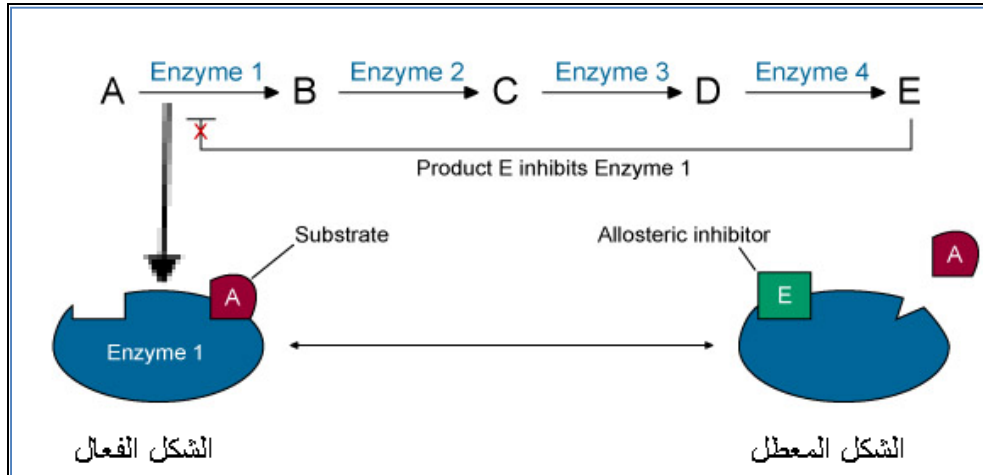 Enzyme 1 Enzyme 2 Enzyme 3 Enzyme 4
A B C D E
Product E inhibits Enzyme 1
Substrate Allosteric inhibitor
A
A E
Enzyme 1
الشكل الفعال الشكل المعطل